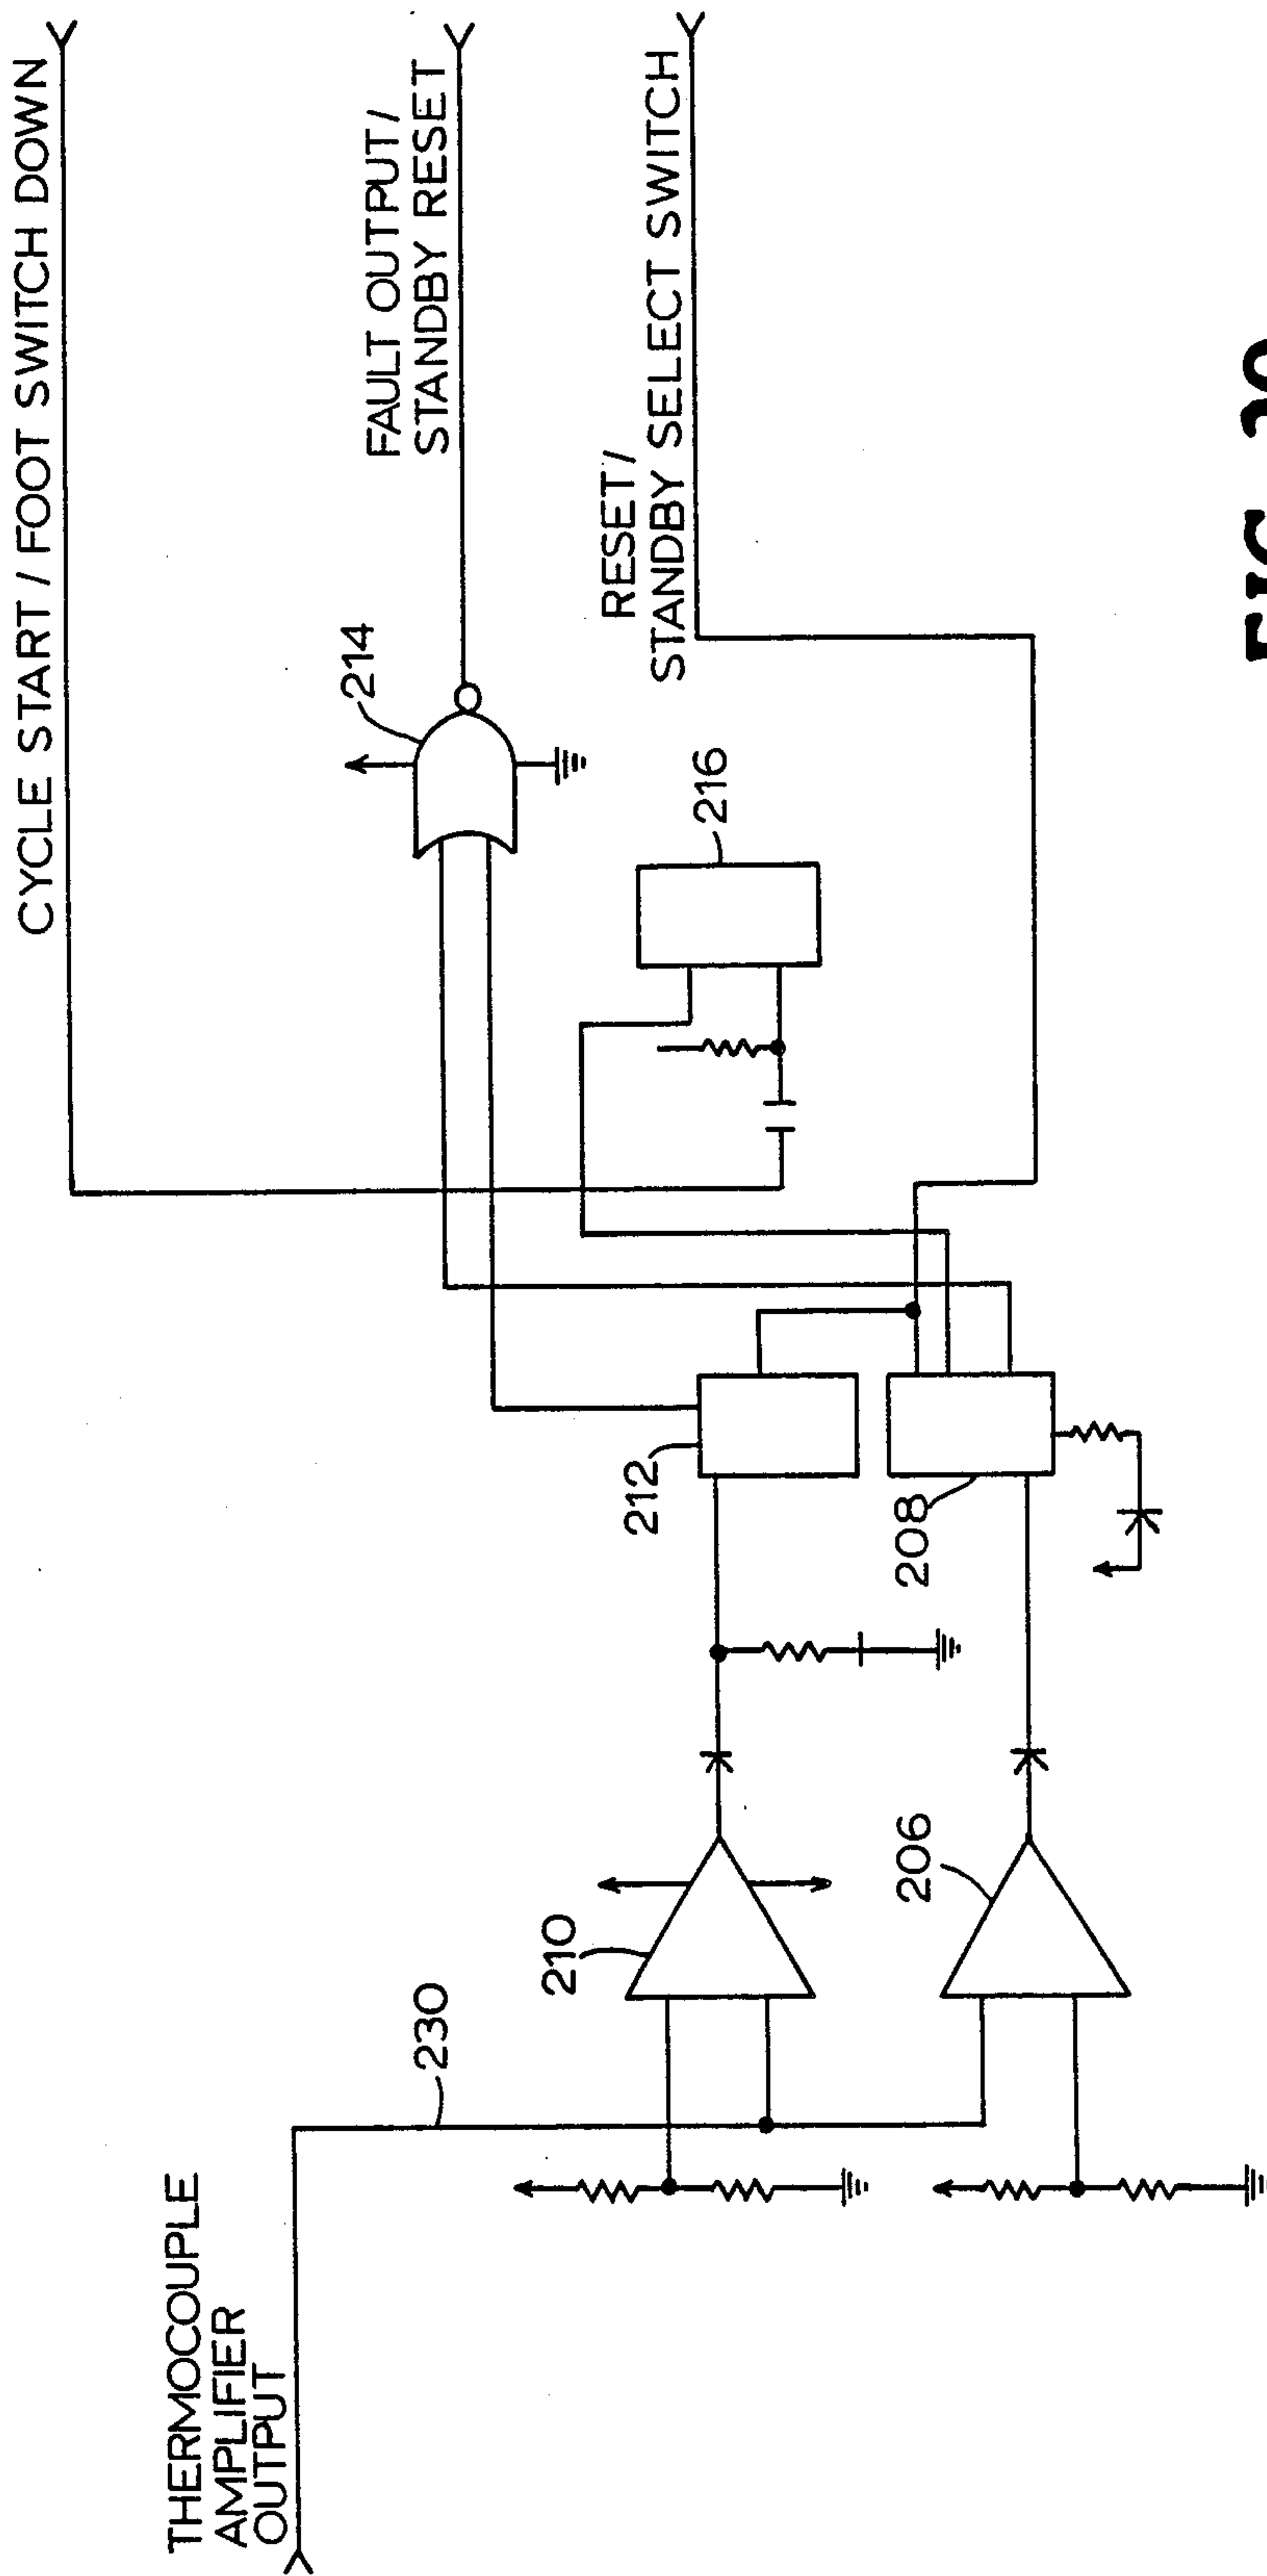 CYCLE START / FOOT SWITCH DOWN
FAULT OUTPUT /
STANDBY RESET
214
RESET /
STANDBY SELECT SWITCH
216
212
208
210
206
230
THERMOCOUPLE
AMPLIFIER
OUTPUT